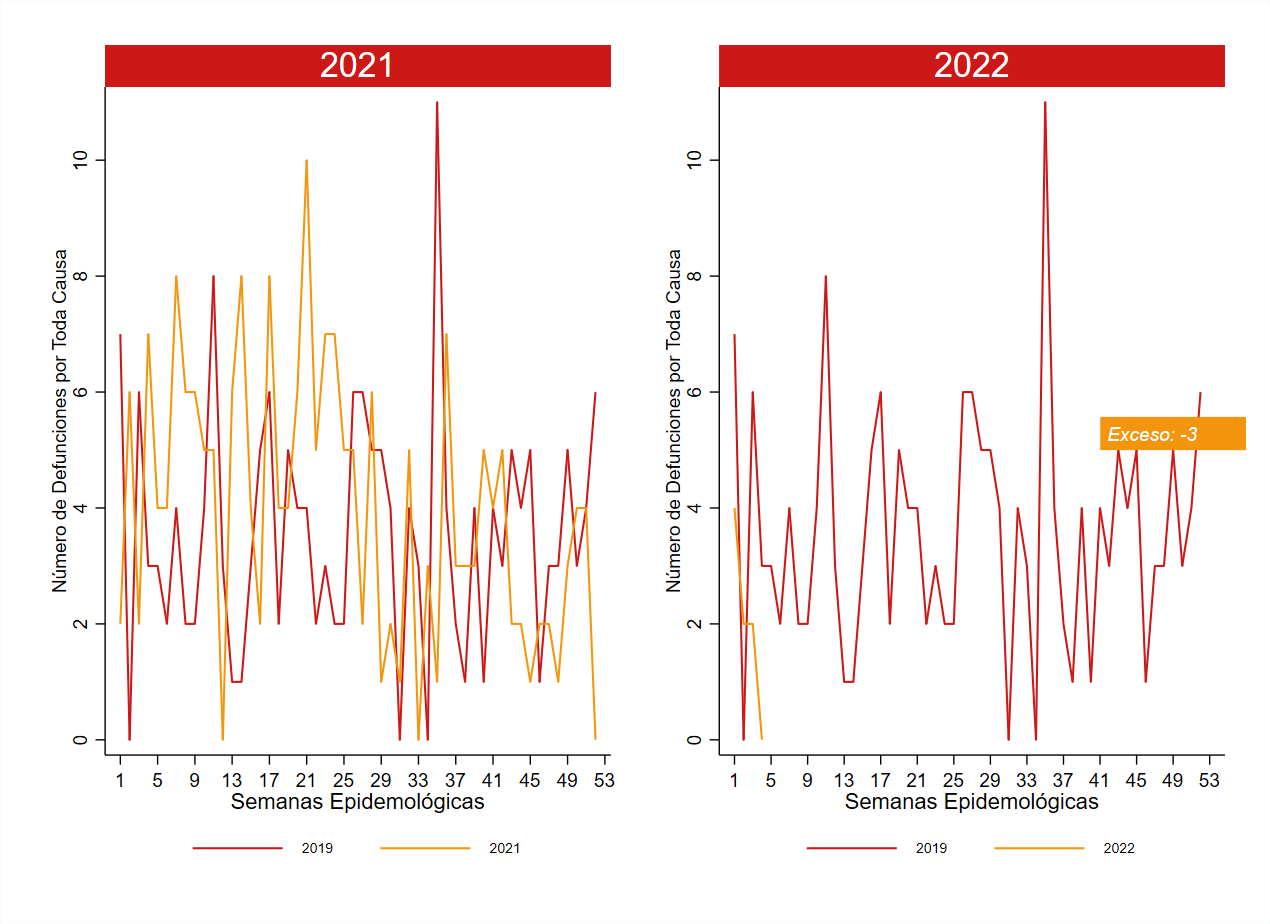 2021
Número de Defunciones por Toda Causa
10
8
6
4
2
0
1 5 9 13 17 21 25 29 33 37 41 45 49 53
Semanas Epidemológicas
2019 2021
2022
Número de Defunciones por Toda Causa
10
8
6
4
2
0
Exceso: -3
1 5 9 13 17 21 25 29 33 37 41 45 49 53
Semanas Epidemológicas
2019 2022